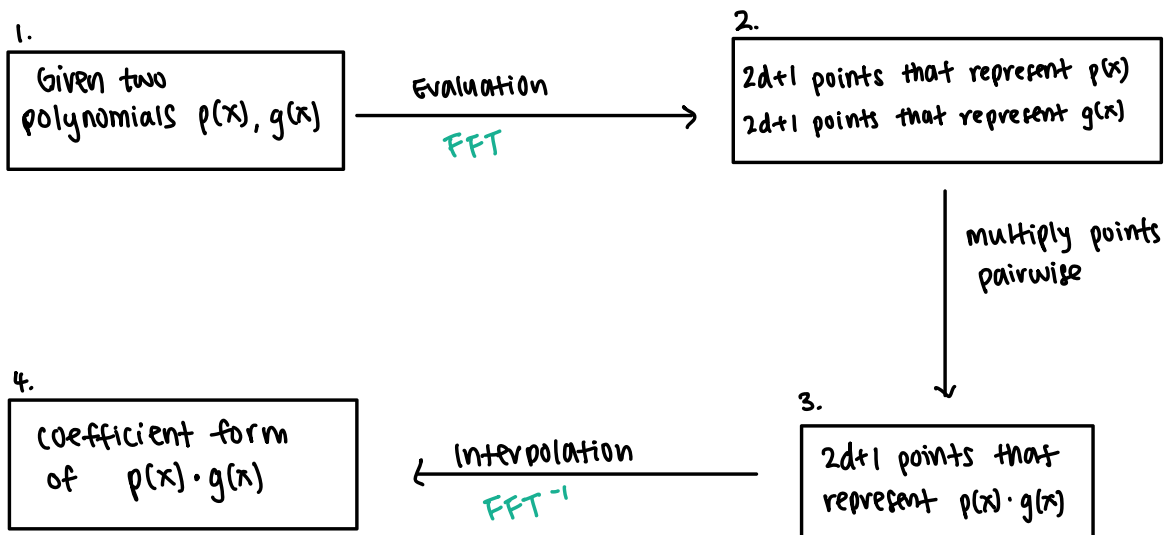 1.
Given two
polynomials p(x), g(x)
Evaluation
FFT
2.
2d+1 points that represent p(x)
2d+1 points that represent g(x)
multiply points
pairwise
3.
2d+1 points that
represent p(x) · g(x)
Interpolation
FFT⁻¹
4.
coefficient form
of p(x) · g(x)